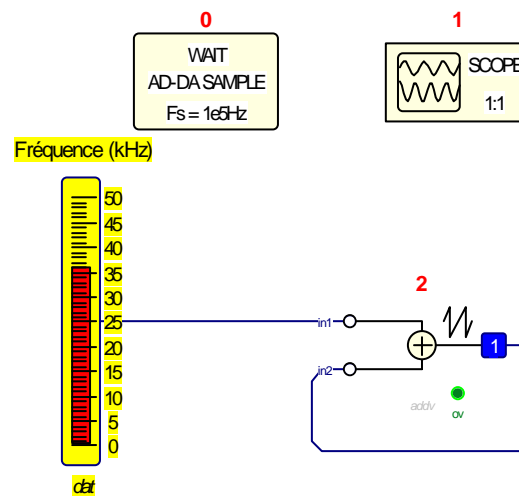 0
1
WAIT
AD-DA SAMPLE
Fs = 1e5Hz
SCOPE
1:1
Fréquence (kHz)
50
45
40
35
30
25
20
15
10
5
0
dat
2
in1
in2
1
addv
ov